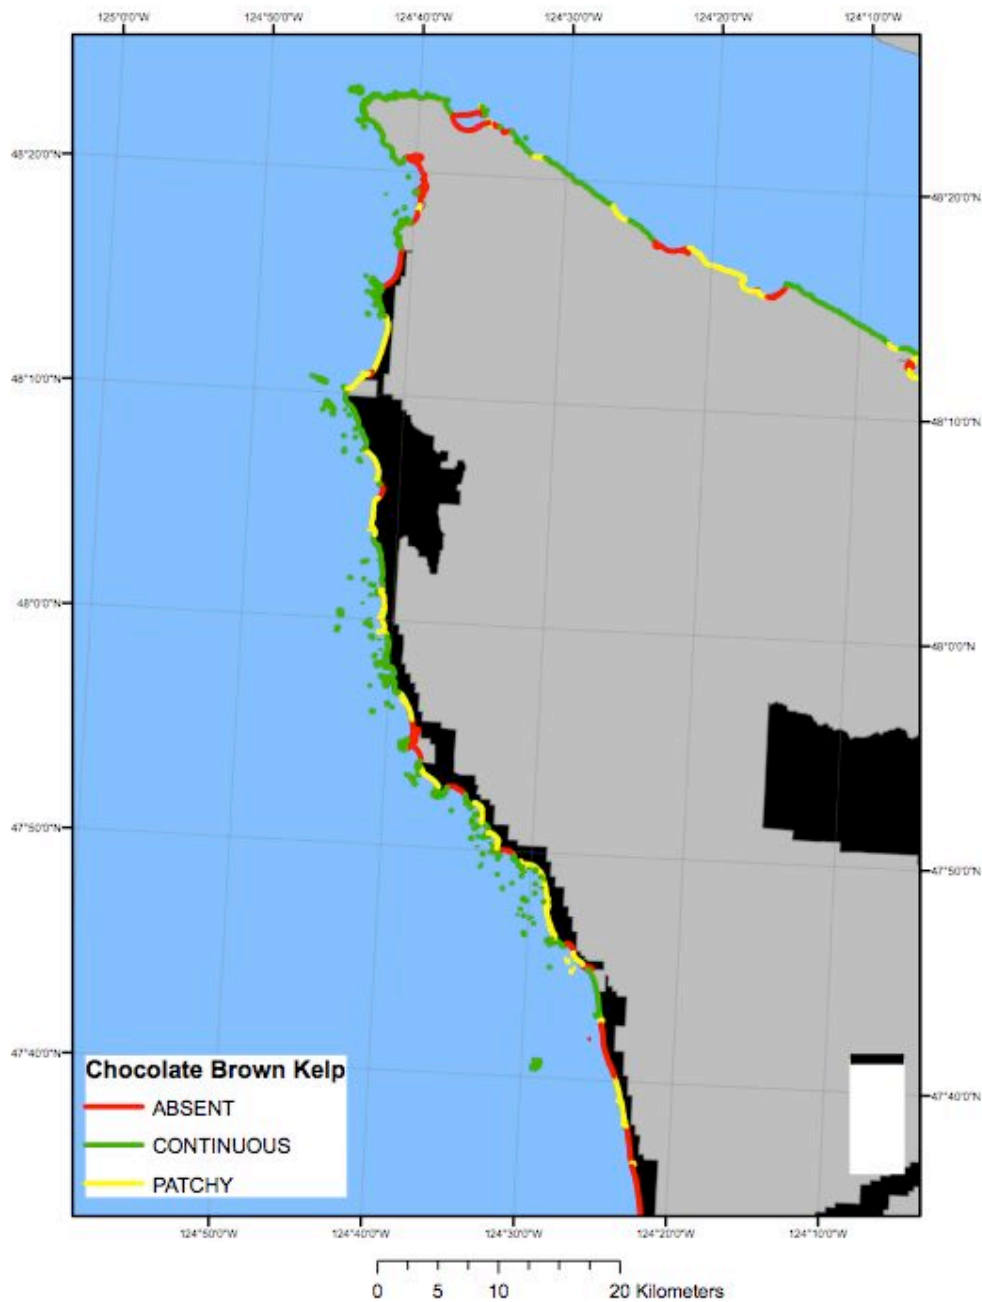 125°0'0"W 124°50'0"W 124°40'0"W 124°30'0"W 124°20'0"W 124°10'0"W
48°20'0"N
48°20'0"N
48°10'0"N
48°10'0"N
48°0'0"N
48°0'0"N
47°50'0"N
47°50'0"N
47°40'0"N
47°40'0"N
Chocolate Brown Kelp
ABSENT
CONTINUOUS
PATCHY
124°50'0"W 124°40'0"W 124°30'0"W 124°20'0"W 124°10'0"W
0 5 10 20 Kilometers